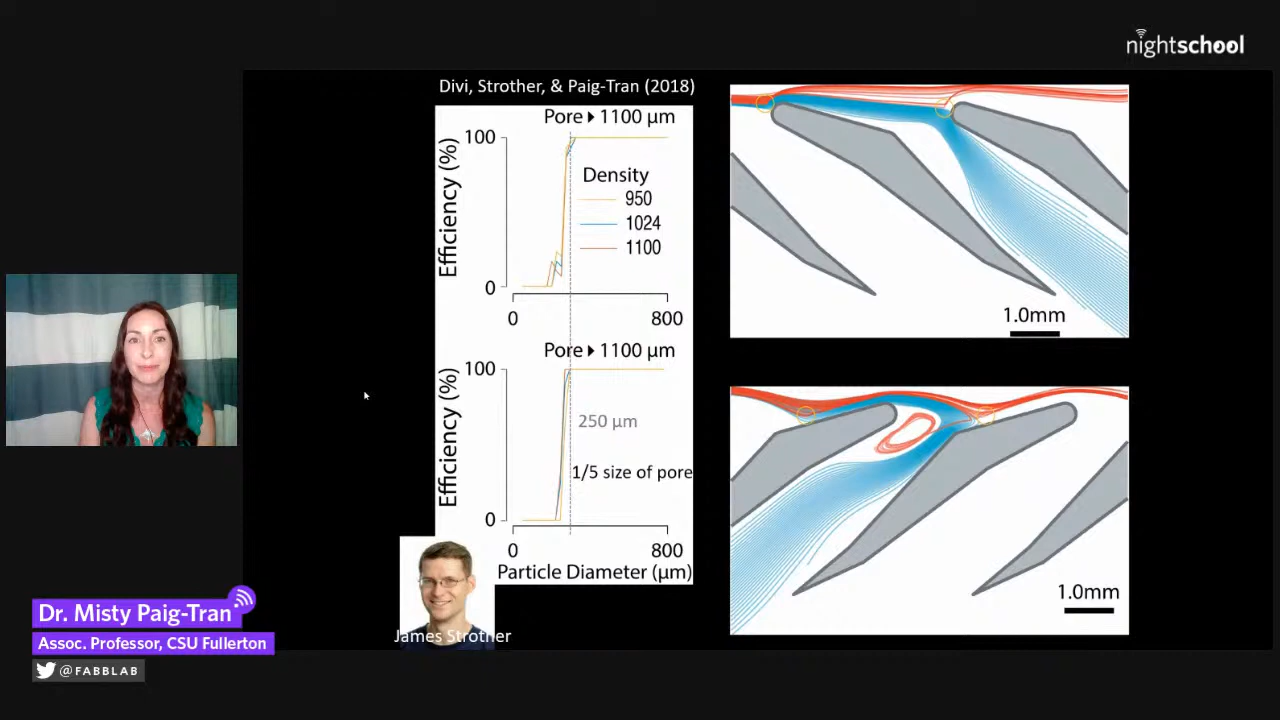 nightschool
Divi, Strother, & Paig-Tran (2018)
Pore ▸ 1100 µm
Efficiency (%)
100
0
Density
950
1024
1100
0
800
Pore ▸ 1100 µm
Efficiency (%)
100
0
250 µm
1/5 size of pore
0
800
Particle Diameter (µm)
1.0mm
1.0mm
James Strother
Dr. Misty Paig-Tran
Assoc. Professor, CSU Fullerton
@FABBLAB